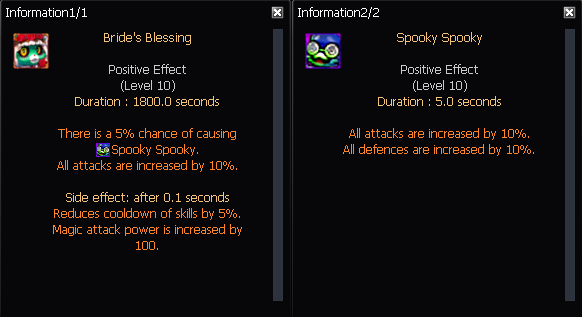 Information1/1
Bride's Blessing
Positive Effect
(Level 10)
Duration : 1800.0 seconds
There is a 5% chance of causing
Spooky Spooky.
All attacks are increased by 10%.
Side effect: after 0.1 seconds
Reduces cooldown of skills by 5%.
Magic attack power is increased by
100.
Information2/2
Spooky Spooky
Positive Effect
(Level 10)
Duration : 5.0 seconds
All attacks are increased by 10%.
All defences are increased by 10%.